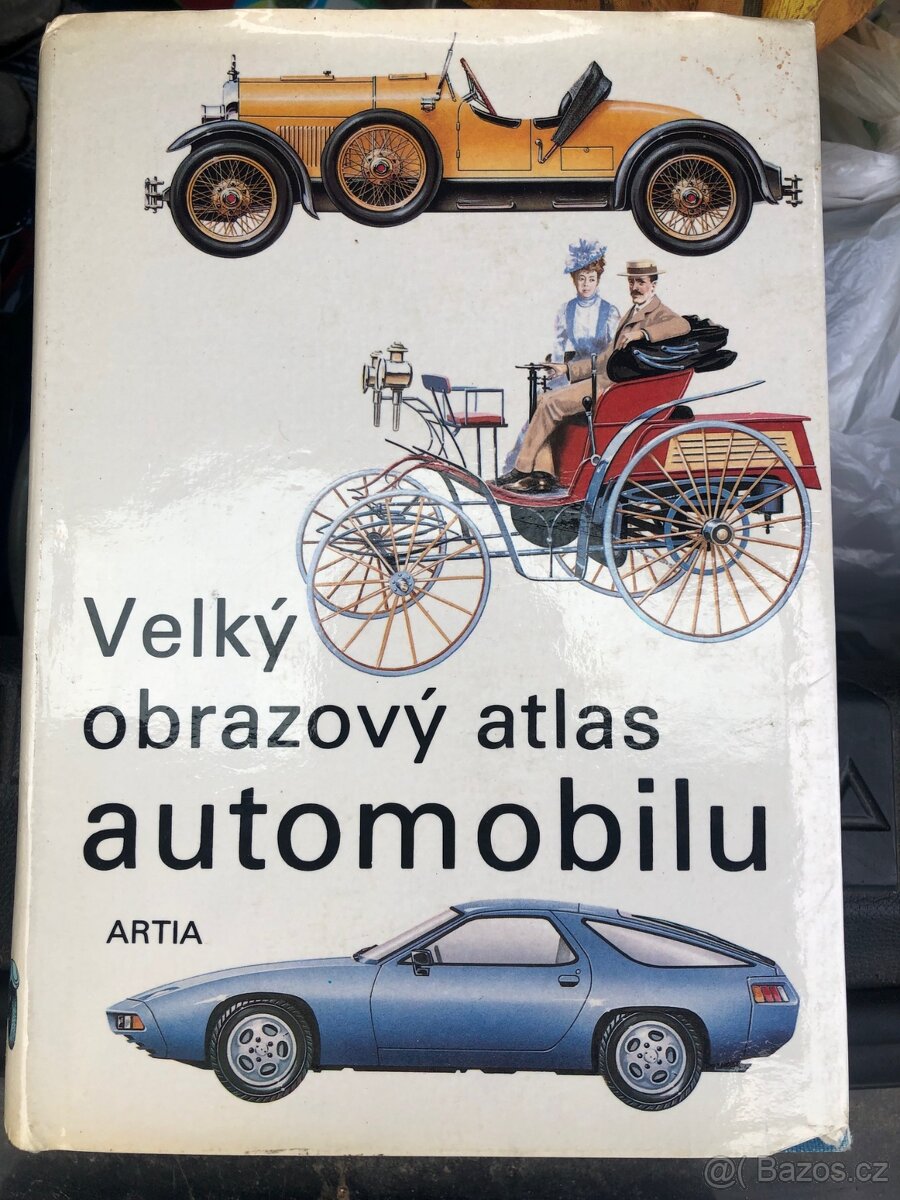 Velký
obrazový atlas
automobilu
ARTIA
@( Bazos.cz